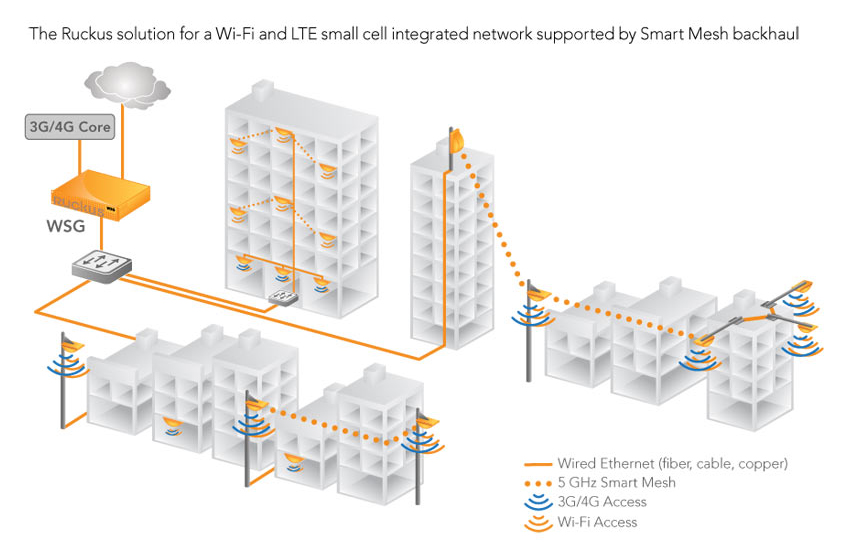 The Ruckus solution for a Wi-Fi and LTE small cell integrated network supported by Smart Mesh backhaul
3G/4G Core
RUCKUS
WSG
Wired Ethernet (fiber, cable, copper)
5 GHz Smart Mesh
3G/4G Access
Wi-Fi Access